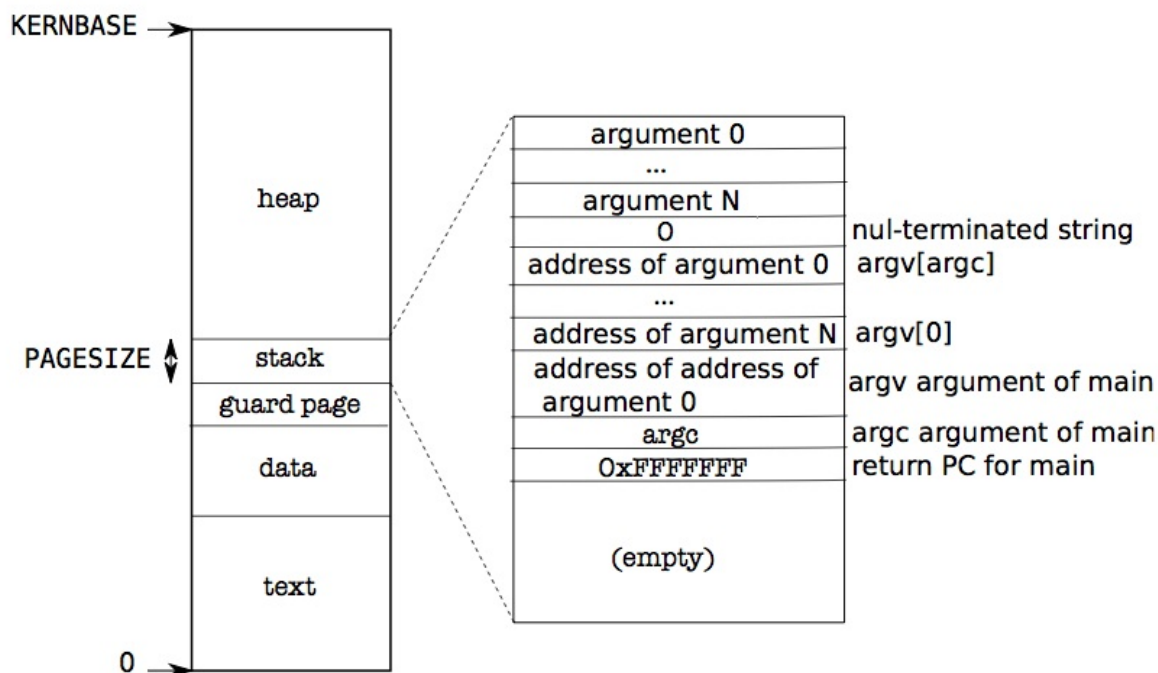 KERNBASE
heap
PAGESIZE
stack
guard page
data
text
0
argument 0
...
argument N
0 nul-terminated string
address of argument 0 argv[argc]
...
address of argument N argv[0]
address of address of
argument 0 argv argument of main
argc argc argument of main
0xFFFFFFF return PC for main
(empty)